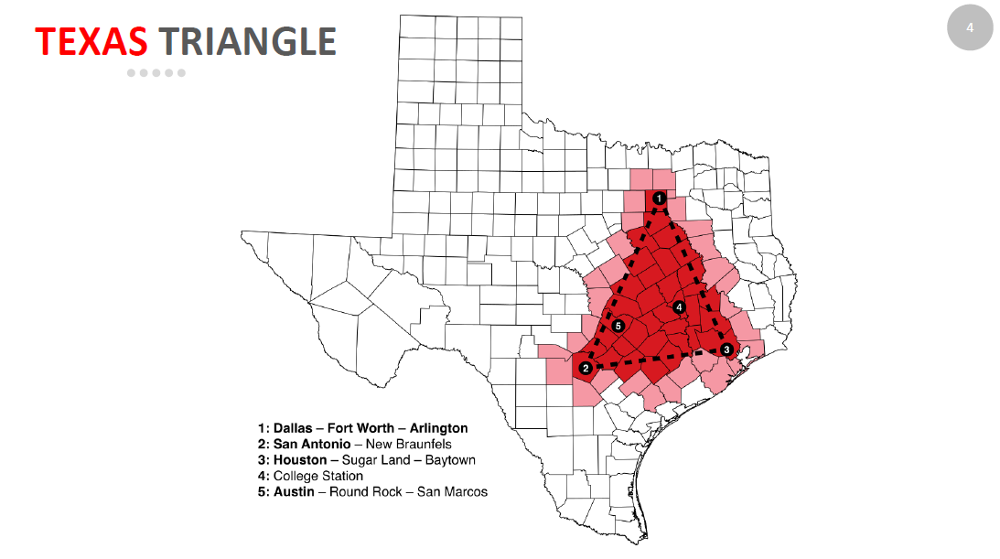 TEXAS TRIANGLE
4
1
4
5
3
2
1: Dallas – Fort Worth – Arlington
2: San Antonio – New Braunfels
3: Houston – Sugar Land – Baytown
4: College Station
5: Austin – Round Rock – San Marcos